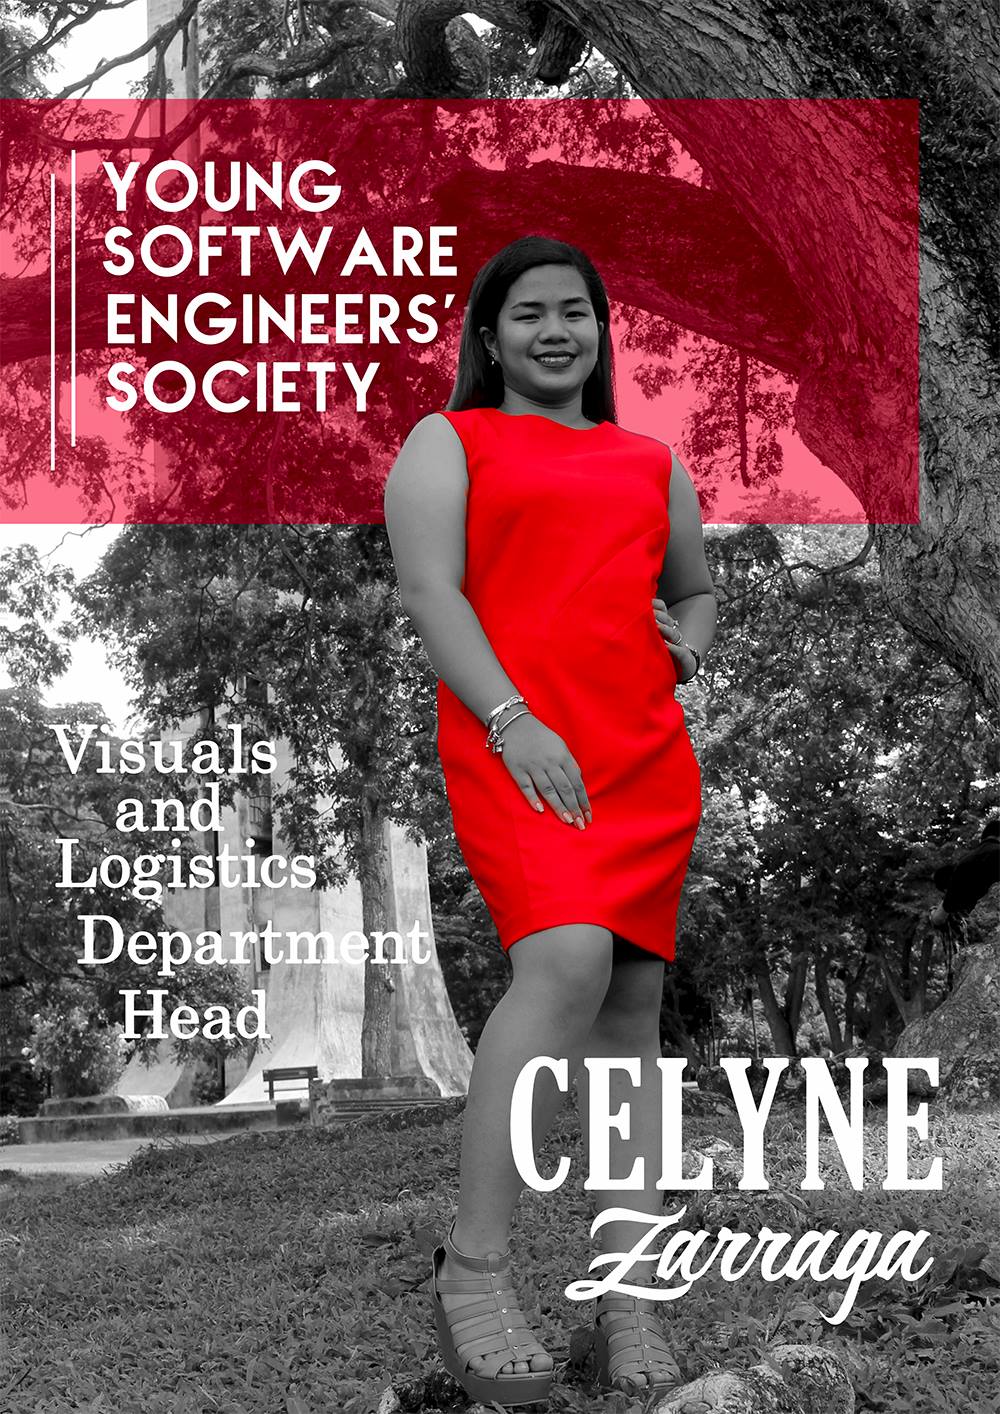 YOUNG
SOFTWARE
ENGINEERS’
SOCIETY
Visuals
and
Logistics
Department
Head
CELYNE
Zarraga